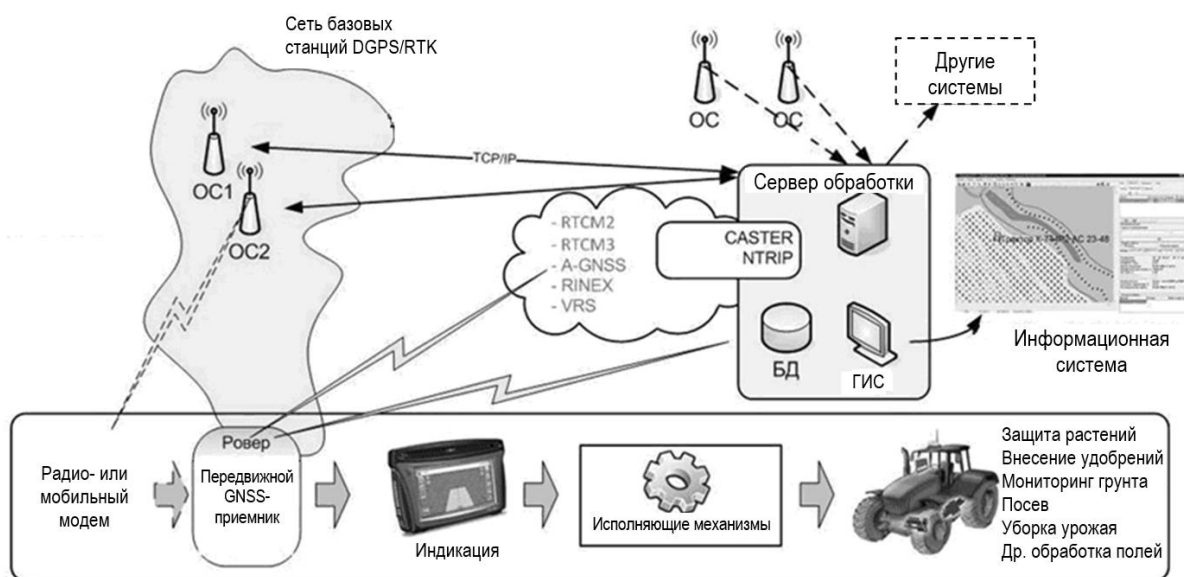 Сеть базовых
станций DGPS/RTK
ОС
ОС
Другие
системы
ОС1
ОС2
TCP/IP
Сервер обработки
- RTCM2
- RTCM3
- A-GNSS
- RINEX
- VRS
CASTER
NTRIP
БД
ГИС
Информационная
система
Радио- или
мобильный
модем
Ровер
Передвижной
GNSS-
приемник
Индикация
Исполняющие механизмы
Защита растений
Внесение удобрений
Мониторинг грунта
Посев
Уборка урожая
Др. обработка полей